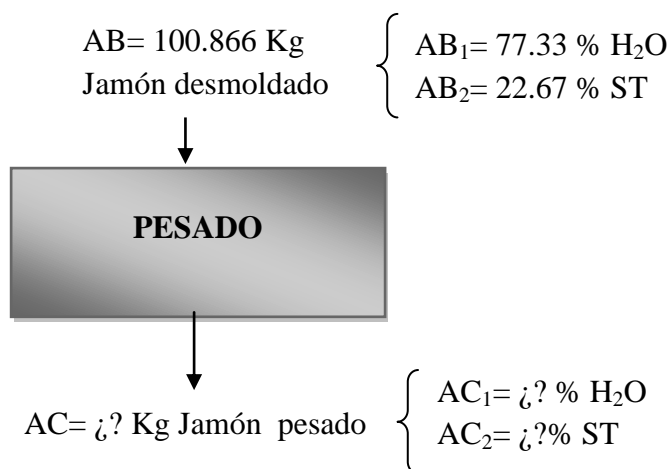 AB= 100.866 Kg
Jamón desmoldado
AB₁= 77.33 % H₂O
AB₂= 22.67 % ST
PESADO
AC= ¿? Kg Jamón pesado
AC₁= ¿? % H₂O
AC₂= ¿?% ST